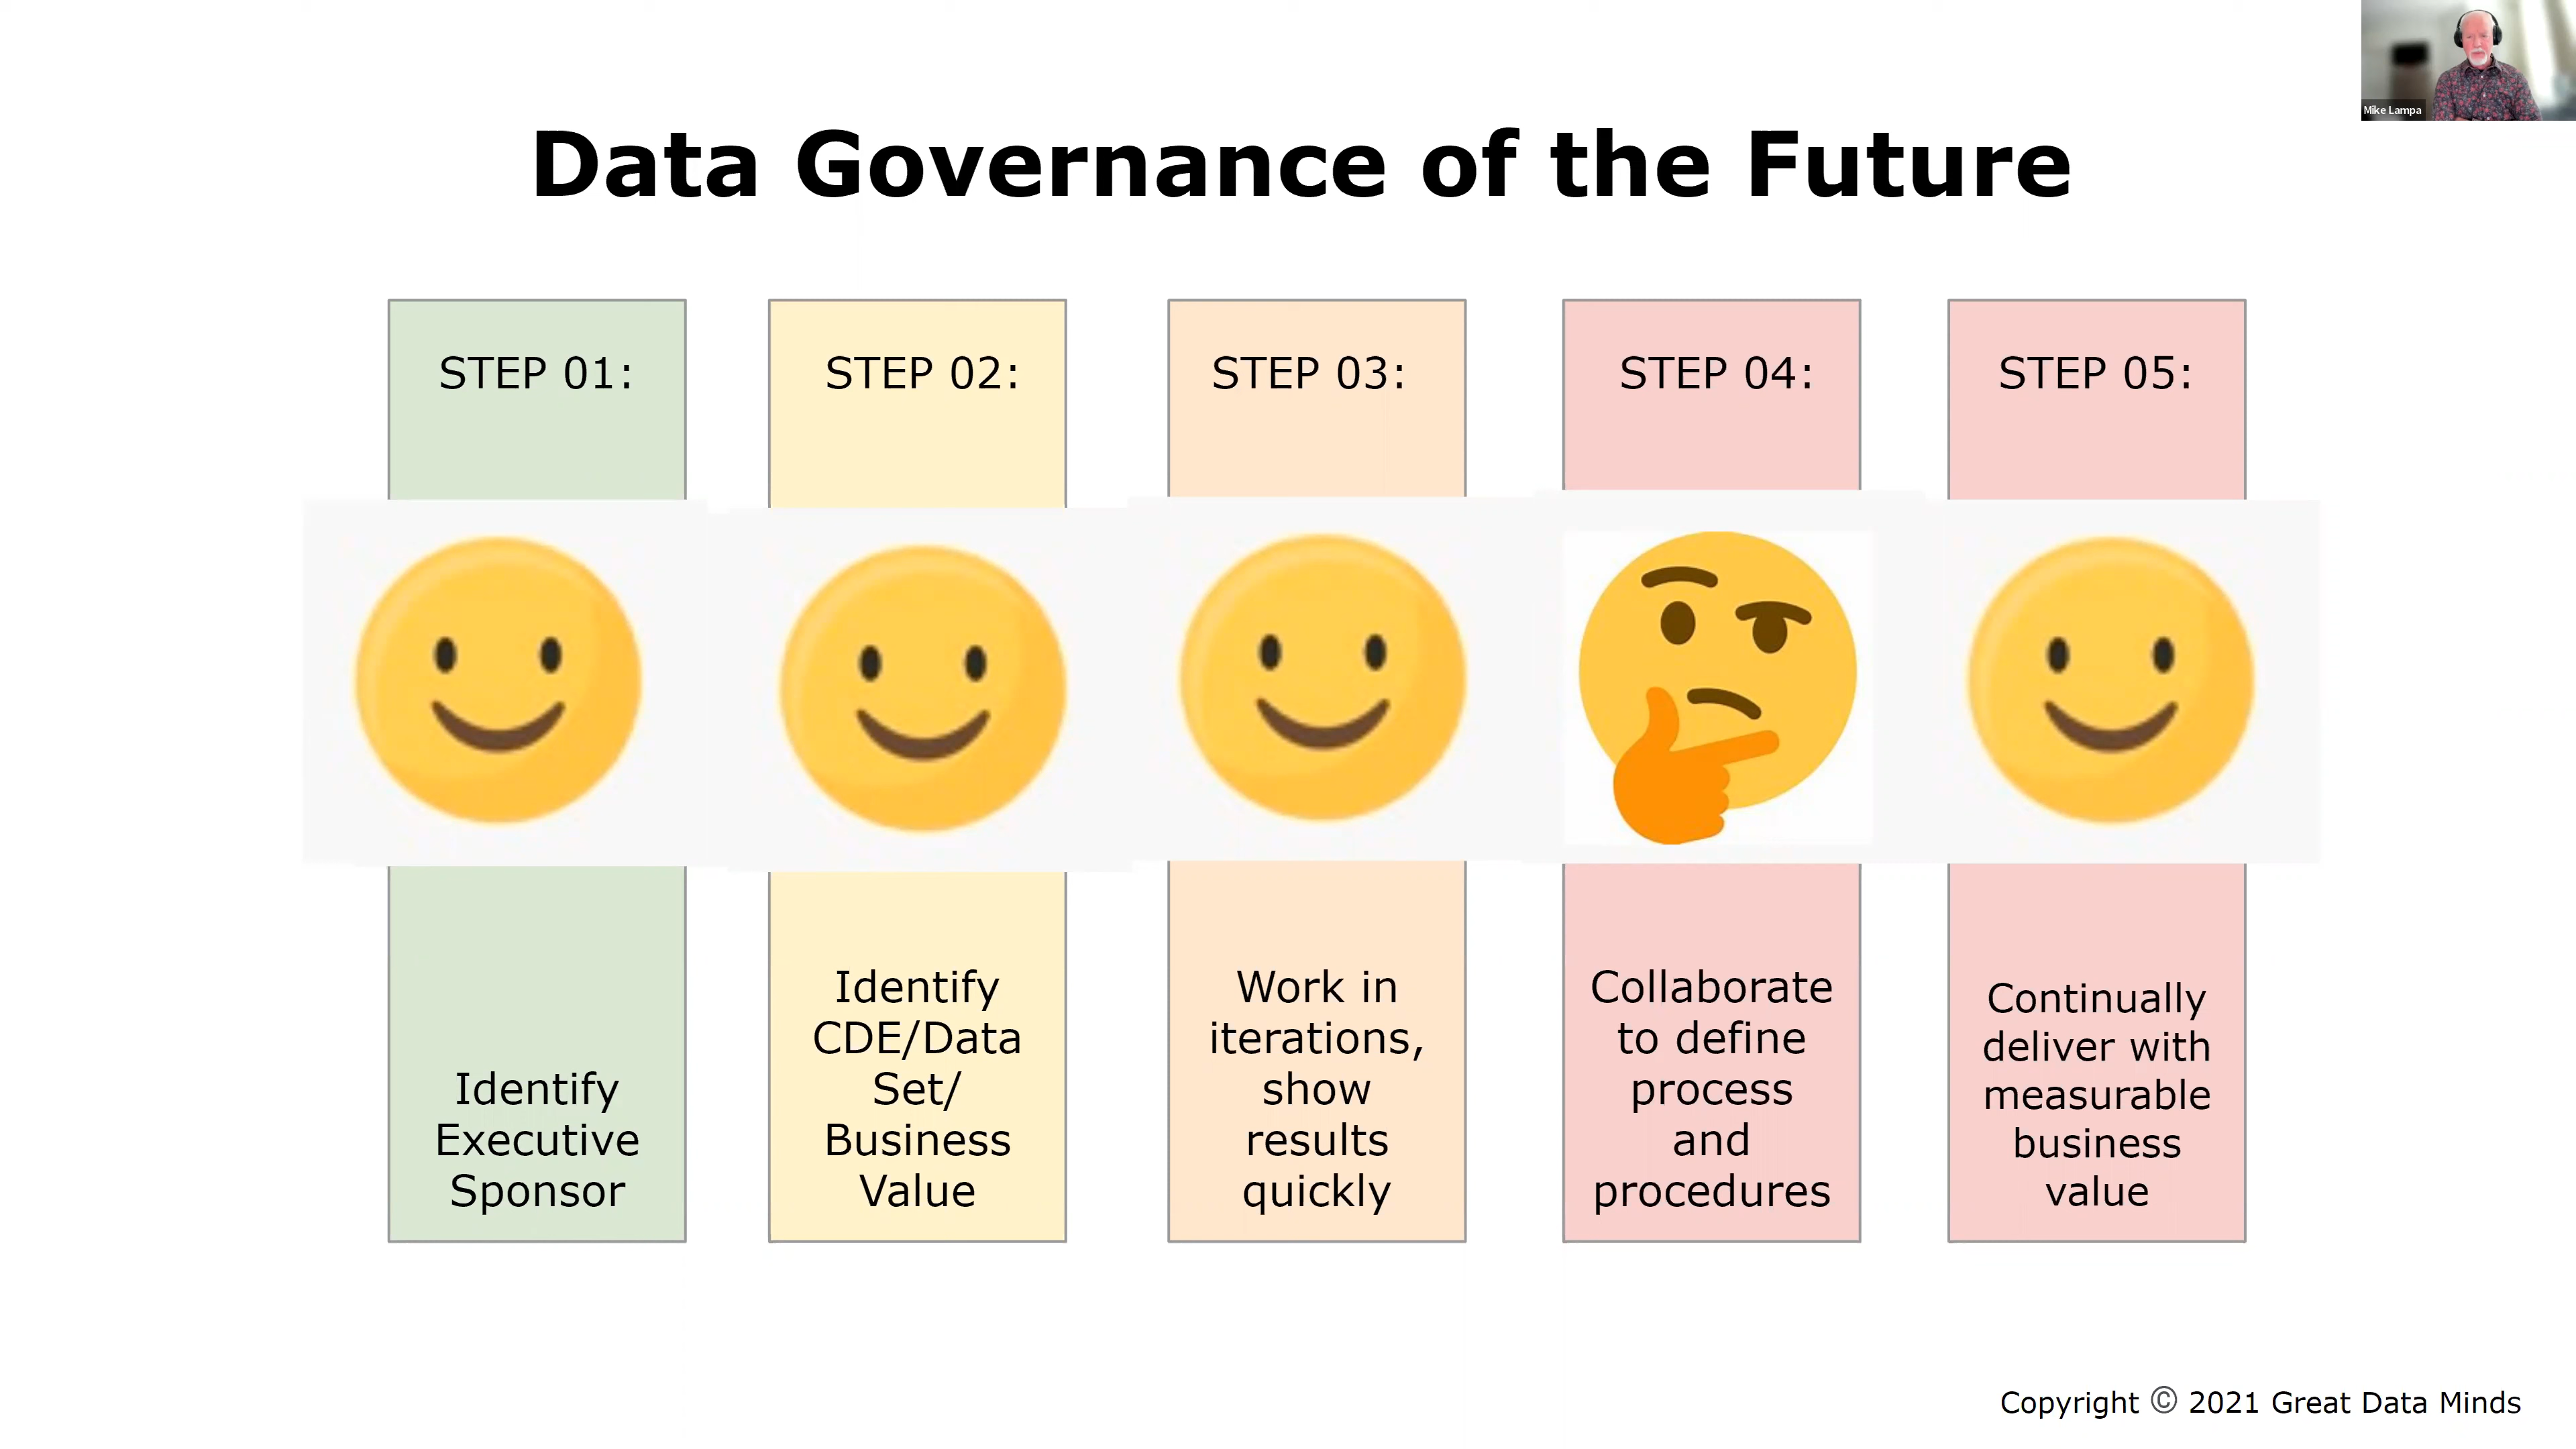 Mike Lampa
Data Governance of the Future
STEP 01:
STEP 02:
STEP 03:
STEP 04:
STEP 05:
Identify
Executive
Sponsor
Identify
CDE/Data
Set/
Business
Value
Work in
iterations,
show
results
quickly
Collaborate
to define
process
and
procedures
Continually
deliver with
measurable
business
value
Copyright © 2021 Great Data Minds